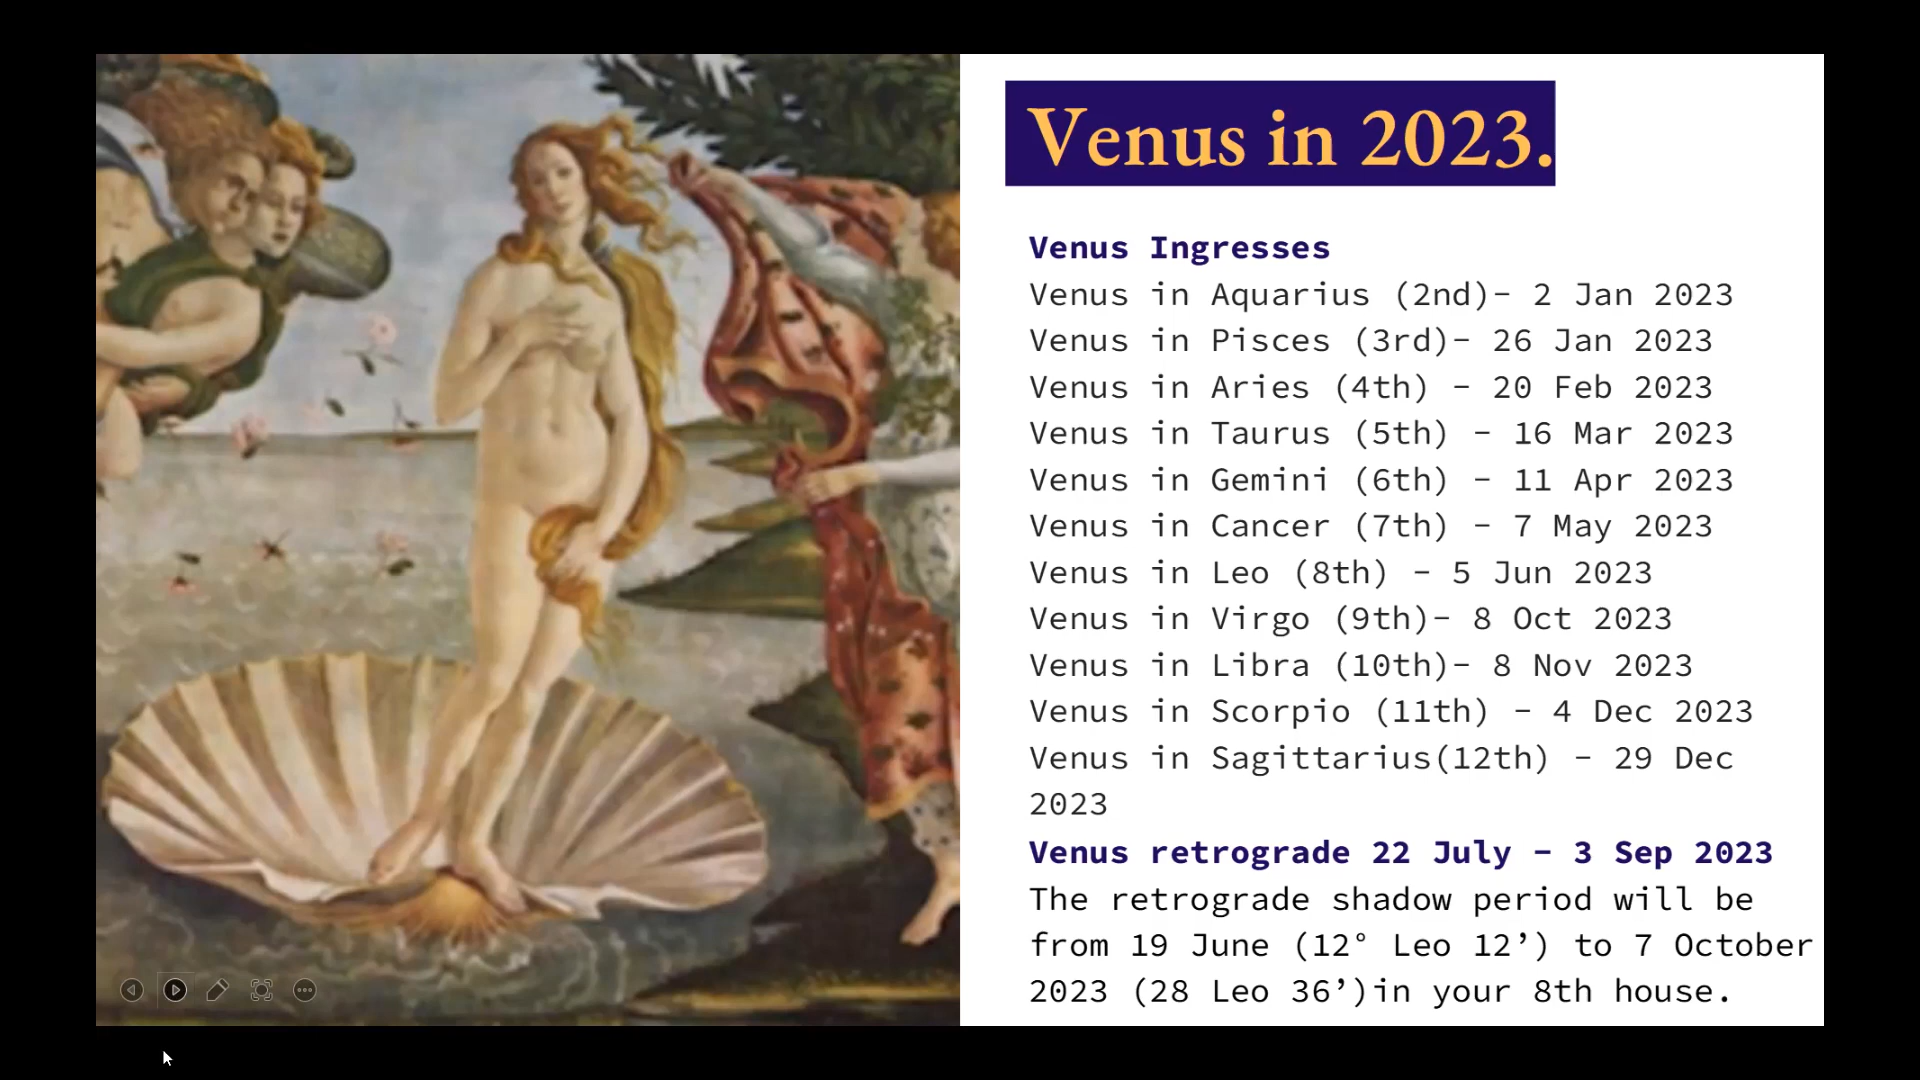 Venus in 2023.
Venus Ingresses
Venus in Aquarius (2nd)– 2 Jan 2023
Venus in Pisces (3rd)– 26 Jan 2023
Venus in Aries (4th) – 20 Feb 2023
Venus in Taurus (5th) – 16 Mar 2023
Venus in Gemini (6th) – 11 Apr 2023
Venus in Cancer (7th) – 7 May 2023
Venus in Leo (8th) – 5 Jun 2023
Venus in Virgo (9th)– 8 Oct 2023
Venus in Libra (10th)– 8 Nov 2023
Venus in Scorpio (11th) – 4 Dec 2023
Venus in Sagittarius(12th) – 29 Dec
2023
Venus retrograde 22 July – 3 Sep 2023
The retrograde shadow period will be
from 19 June (12° Leo 12’) to 7 October
2023 (28 Leo 36’)in your 8th house.